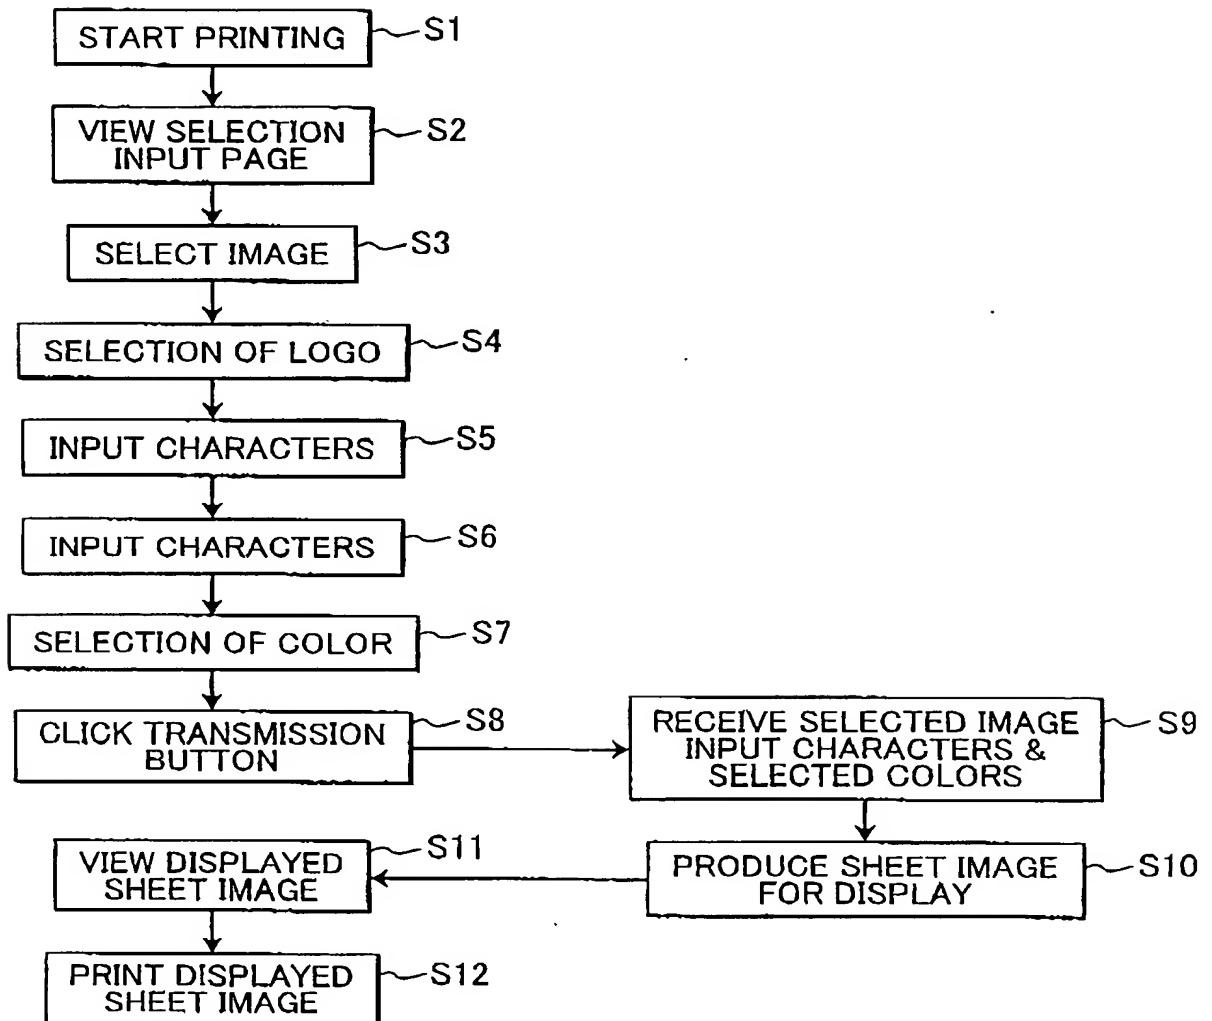 START PRINTING
S1
VIEW SELECTION
INPUT PAGE
S2
SELECT IMAGE
S3
SELECTION OF LOGO
S4
INPUT CHARACTERS
S5
INPUT CHARACTERS
S6
SELECTION OF COLOR
S7
CLICK TRANSMISSION
BUTTON
S8
RECEIVE SELECTED IMAGE
INPUT CHARACTERS &
SELECTED COLORS
S9
PRODUCE SHEET IMAGE
FOR DISPLAY
S10
VIEW DISPLAYED
SHEET IMAGE
S11
PRINT DISPLAYED
SHEET IMAGE
S12